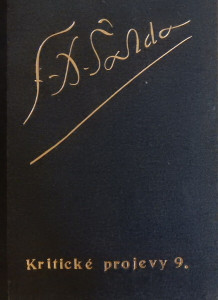 F. X. Šalda
Kritické projevy 9.